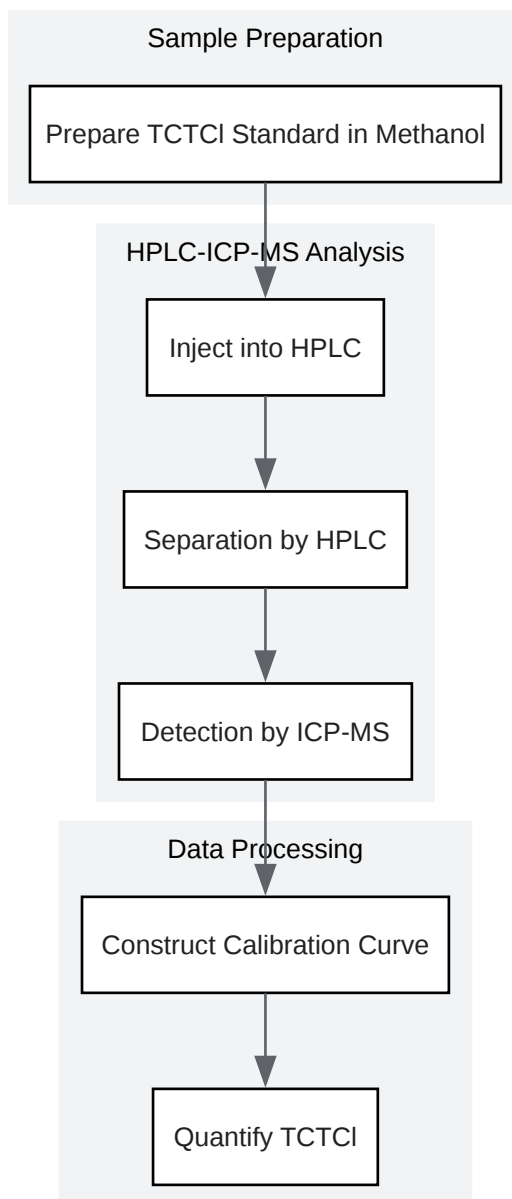 Sample Preparation
Prepare TCTCl Standard in Methanol
HPLC-ICP-MS Analysis
Inject into HPLC
Separation by HPLC
Detection by ICP-MS
Data Processing
Construct Calibration Curve
Quantify TCTCl